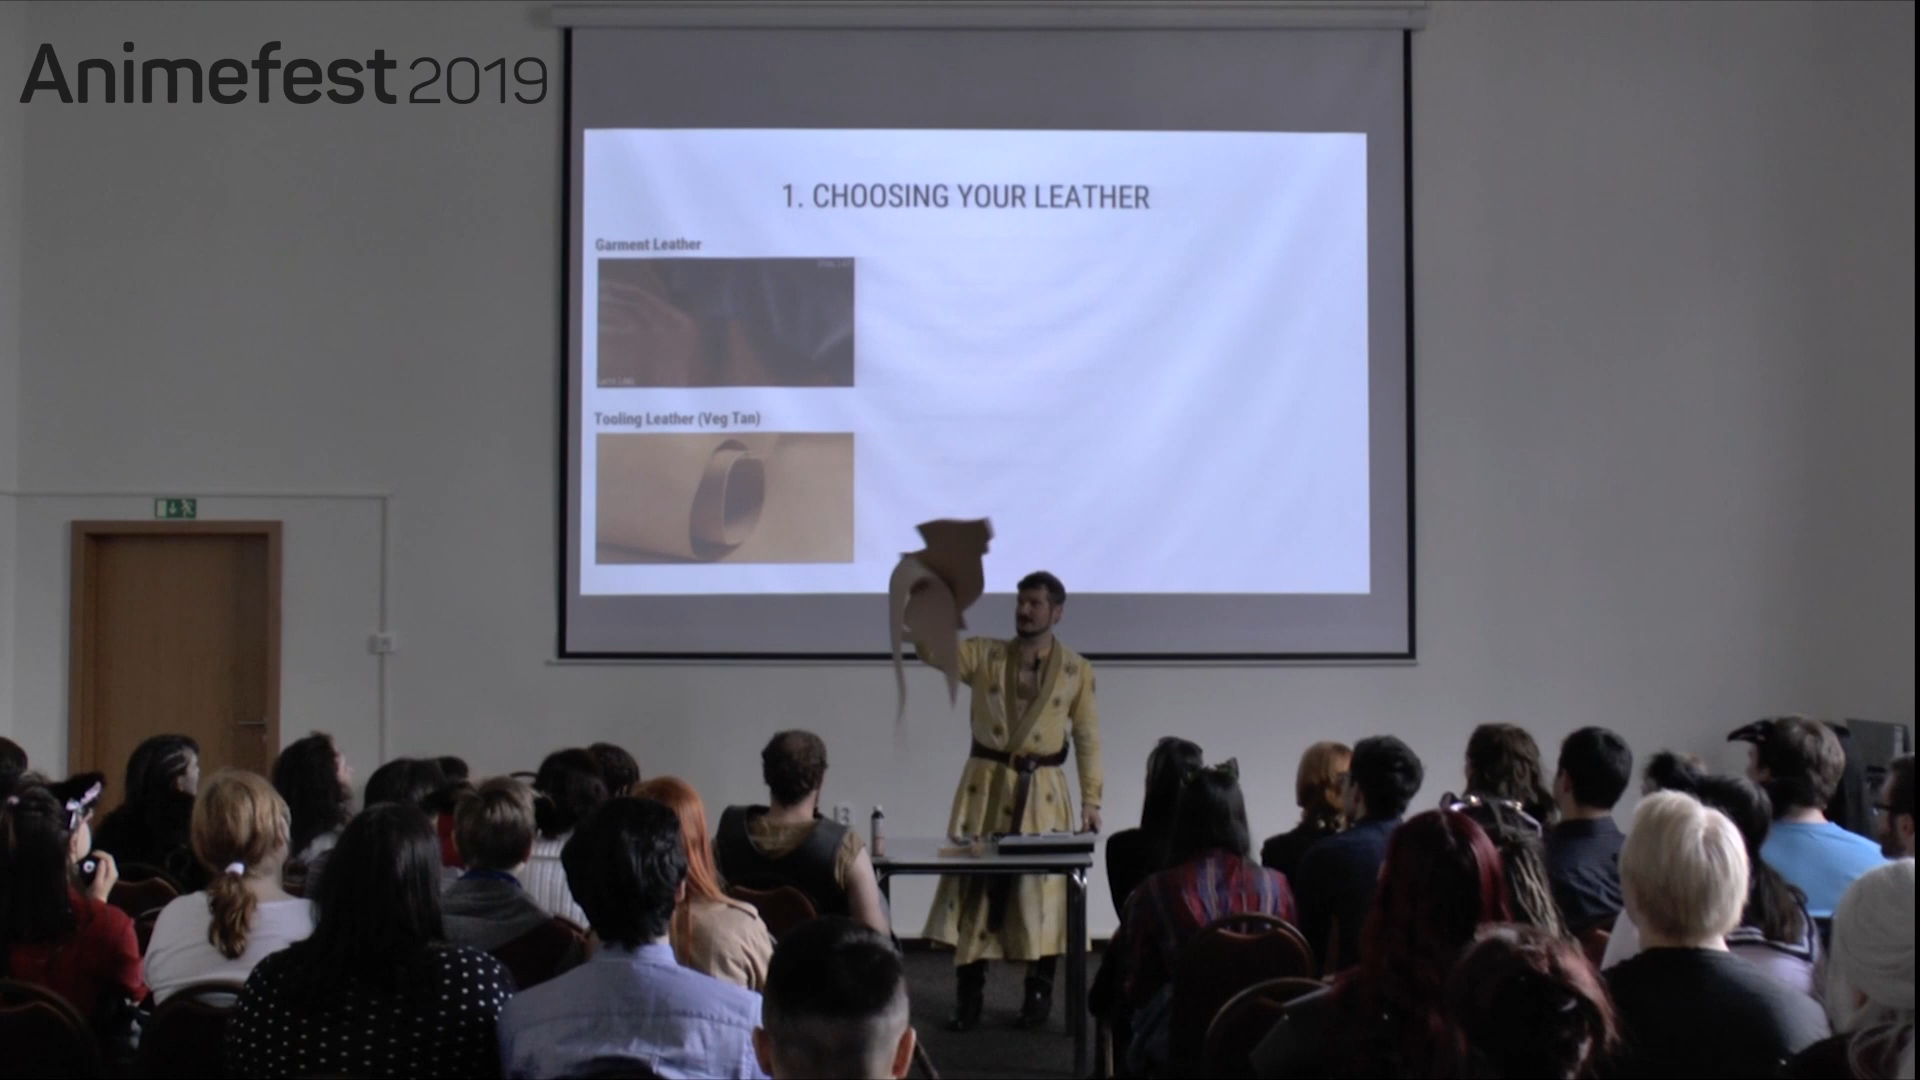 Animefest 2019
1. CHOOSING YOUR LEATHER
Garment Leather
Tooling Leather (Veg Tan)